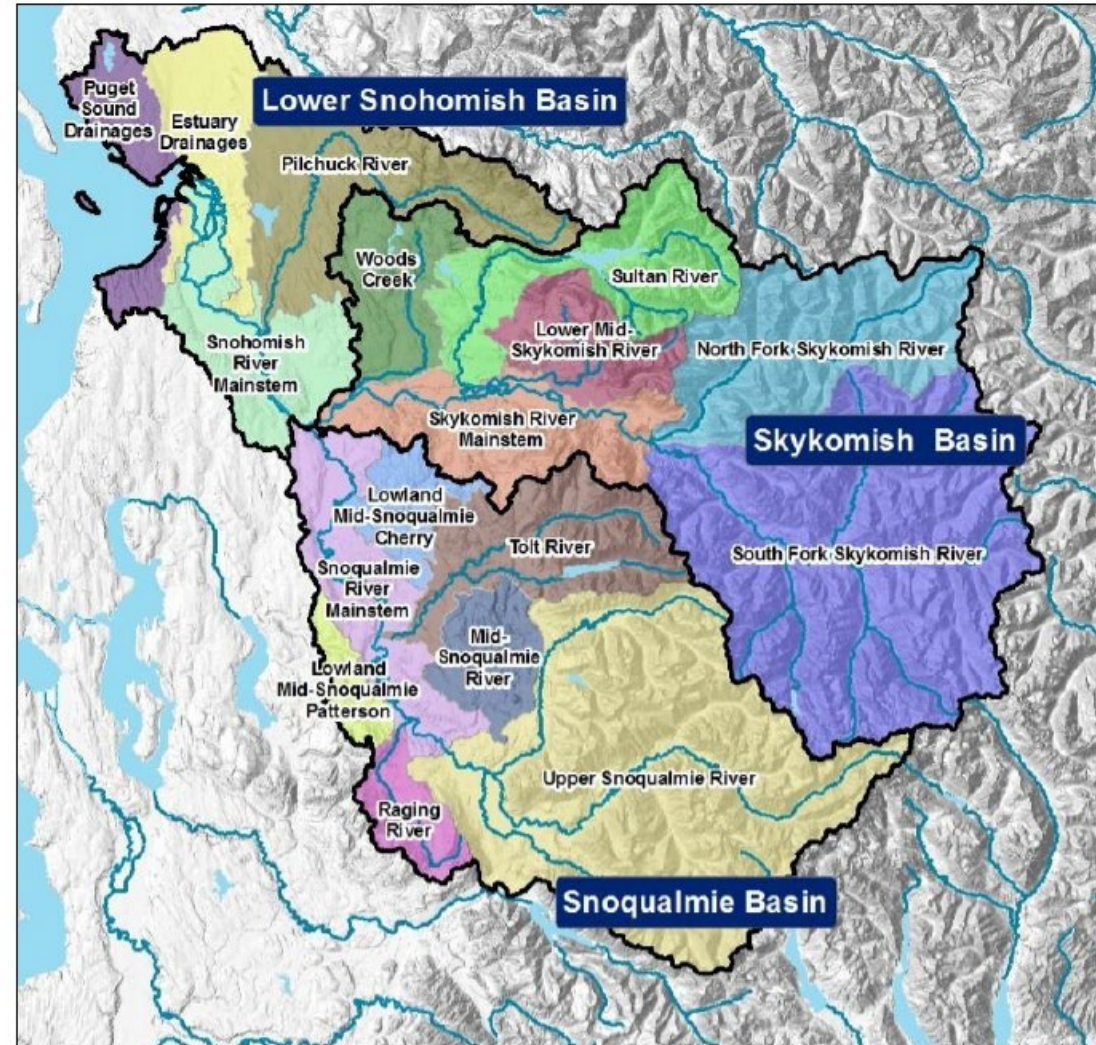 Puget
Sound
Drainages
Estuary
Drainages
Lower Snohomish Basin
Pilchuck River
Woods
Creek
Sultan River
Lower Mid-
Skykomish River
North Fork Skykomish River
Snohomish
River
Mainstem
Skykomish River
Mainstem
Skykomish Basin
Lowland
Mid-Snoqualmie
Cherry
Tolt River
South Fork Skykomish River
Snoqualmie
River
Mainstem
Mid-
Snoqualmie
River
Lowland
Mid-Snoqualmie
Patterson
Upper Snoqualmie River
Raging
River
Snoqualmie Basin